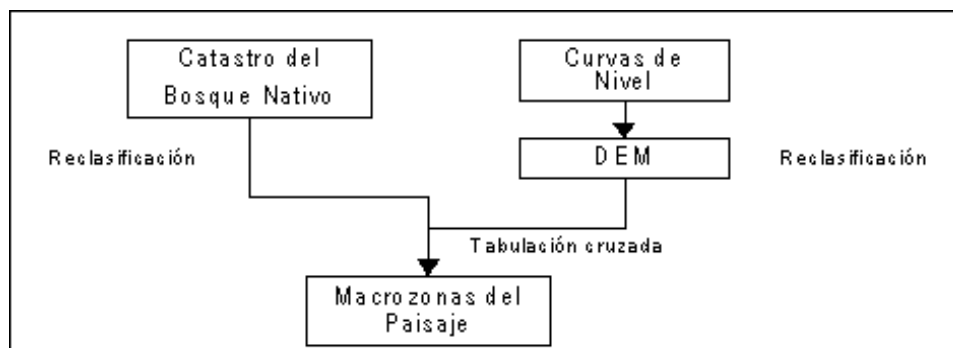 Catastro del
Bosque Nativo
Curvas de
Nivel
Reclasificación
DEM
Reclasificación
Tabulación cruzada
Macrozonas del
Paisaje